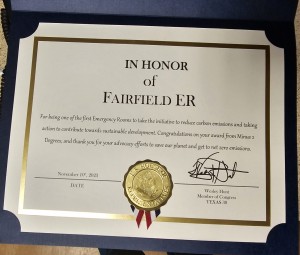 IN HONOR
of
FAIRFIELD ER
For being one of the first Emergency Rooms to take the initiative to reduce carbon emissions and taking
action to contribute towards sustainable development. Congratulations on your award from Minus 2
Degrees, and thank you for your advocacy efforts to save our planet and get to net zero emissions.
DATE
Wesley Hunt
Member of Congress
TEXAS-38